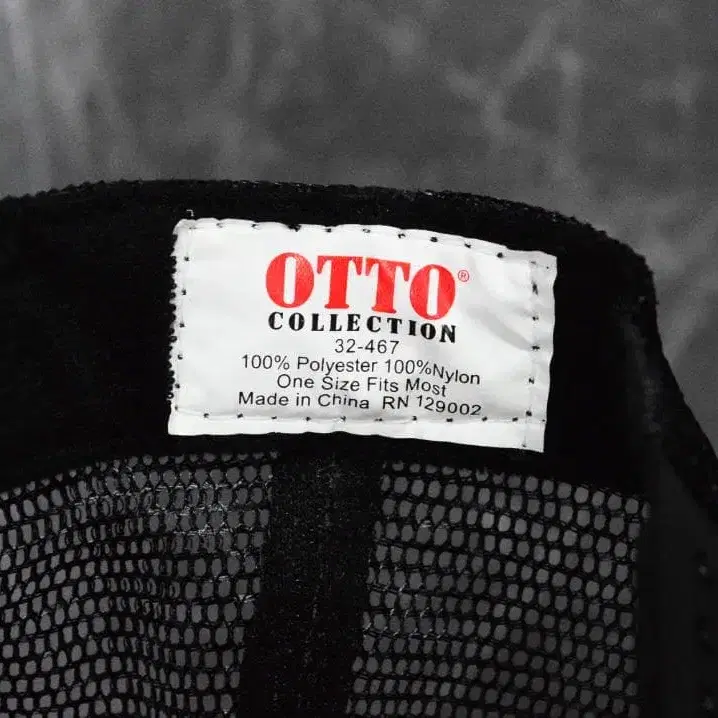 OTTO®
COLLECTION
32-467
100% Polyester 100%Nylon
One Size Fits Most
Made in China RN 129002